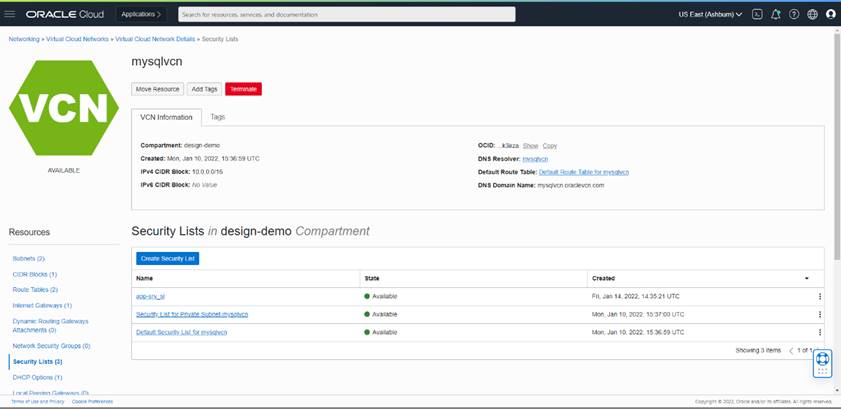 ORACLE Cloud Applications > Search for resources, services, and documentation US East (Ashburn)
Networking » Virtual Cloud Networks » Virtual Cloud Network Details » Security Lists
VCN
AVAILABLE
mysqlvcn
Move Resource Add Tags Terminate
VCN Information Tags
Compartment: design-demo
Created: Mon, Jan 10, 2022, 15:36:59 UTC
IPv4 CIDR Block: 10.0.0.0/16
IPv6 CIDR Block: No Value
OCID: ...k3ieza Show Copy
DNS Resolver: mysqlvcn
Default Route Table: Default Route Table for mysqlvcn
DNS Domain Name: mysqlvcn.oraclevcn.com
Resources
Subnets (2)
CIDR Blocks (1)
Route Tables (2)
Internet Gateways (1)
Dynamic Routing Gateways
Attachments (0)
Network Security Groups (0)
Security Lists (3)
DHCP Options (1)
Local Peering Gateways (0)
Security Lists in design-demo Compartment
Create Security List
Name State Created
app-srv_sl Available Fri, Jan 14, 2022, 14:35:21 UTC
Security List for Private Subnet-mysqlvcn Available Mon, Jan 10, 2022, 15:37:00 UTC
Default Security List for mysqlvcn Available Mon, Jan 10, 2022, 15:36:59 UTC
Showing 3 items < 1 of 1
Terms of Use and Privacy Cookie Preferences
Copyright © 2022, Oracle and/or its affiliates. All rights reserved.